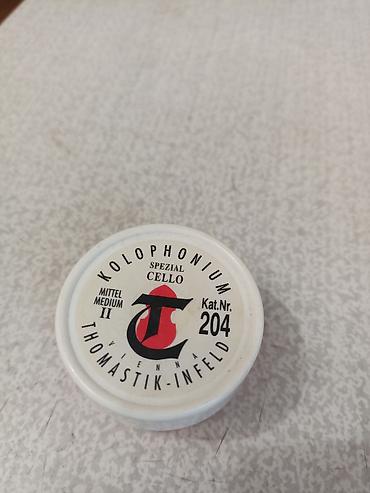 KOLOPHONIUM
SPEZIAL
CELLO
MITTEL
MEDIUM
II
Kat.Nr.
204
VIENNA
THOMASTIK-INFELD